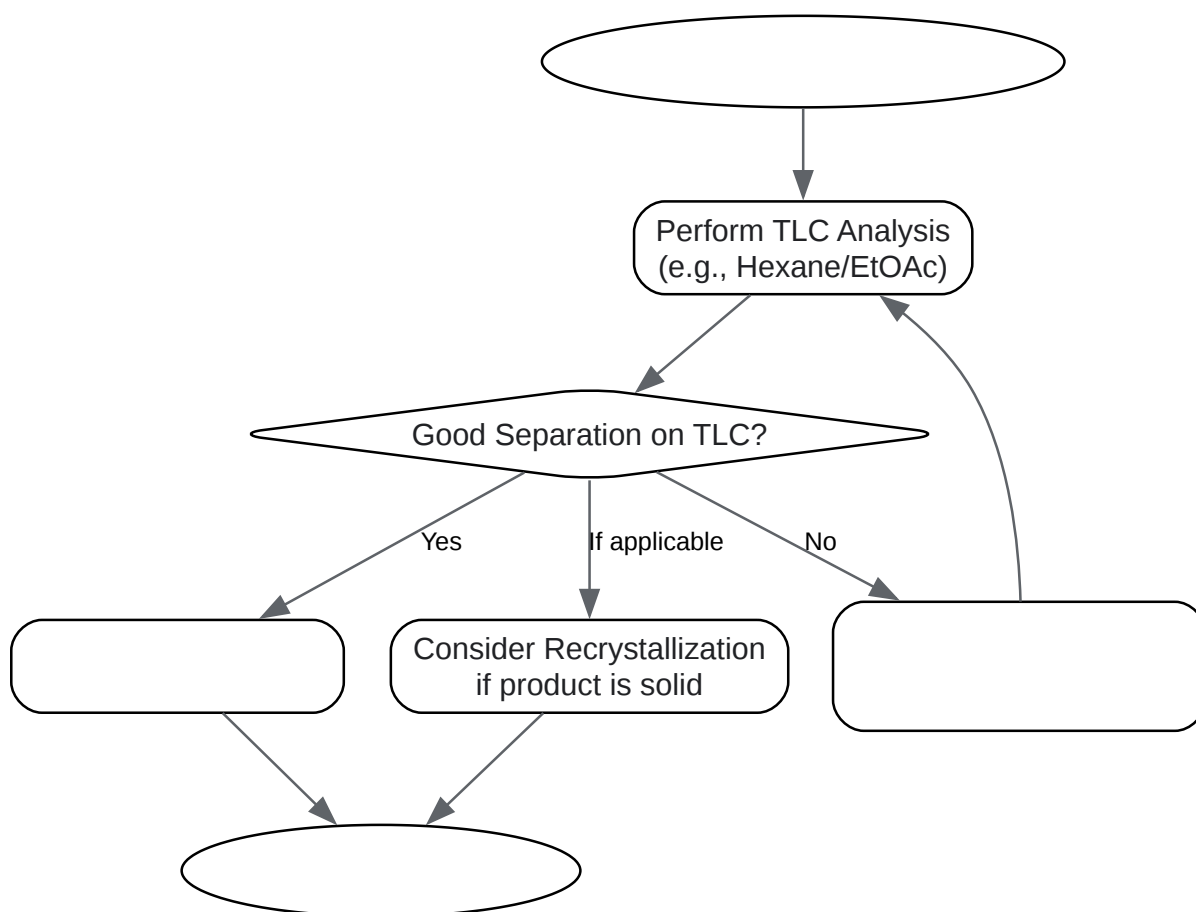 Perform TLC Analysis
(e.g., Hexane/EtOAc)
Good Separation on TLC?
Yes
If applicable
No
Consider Recrystallization
if product is solid